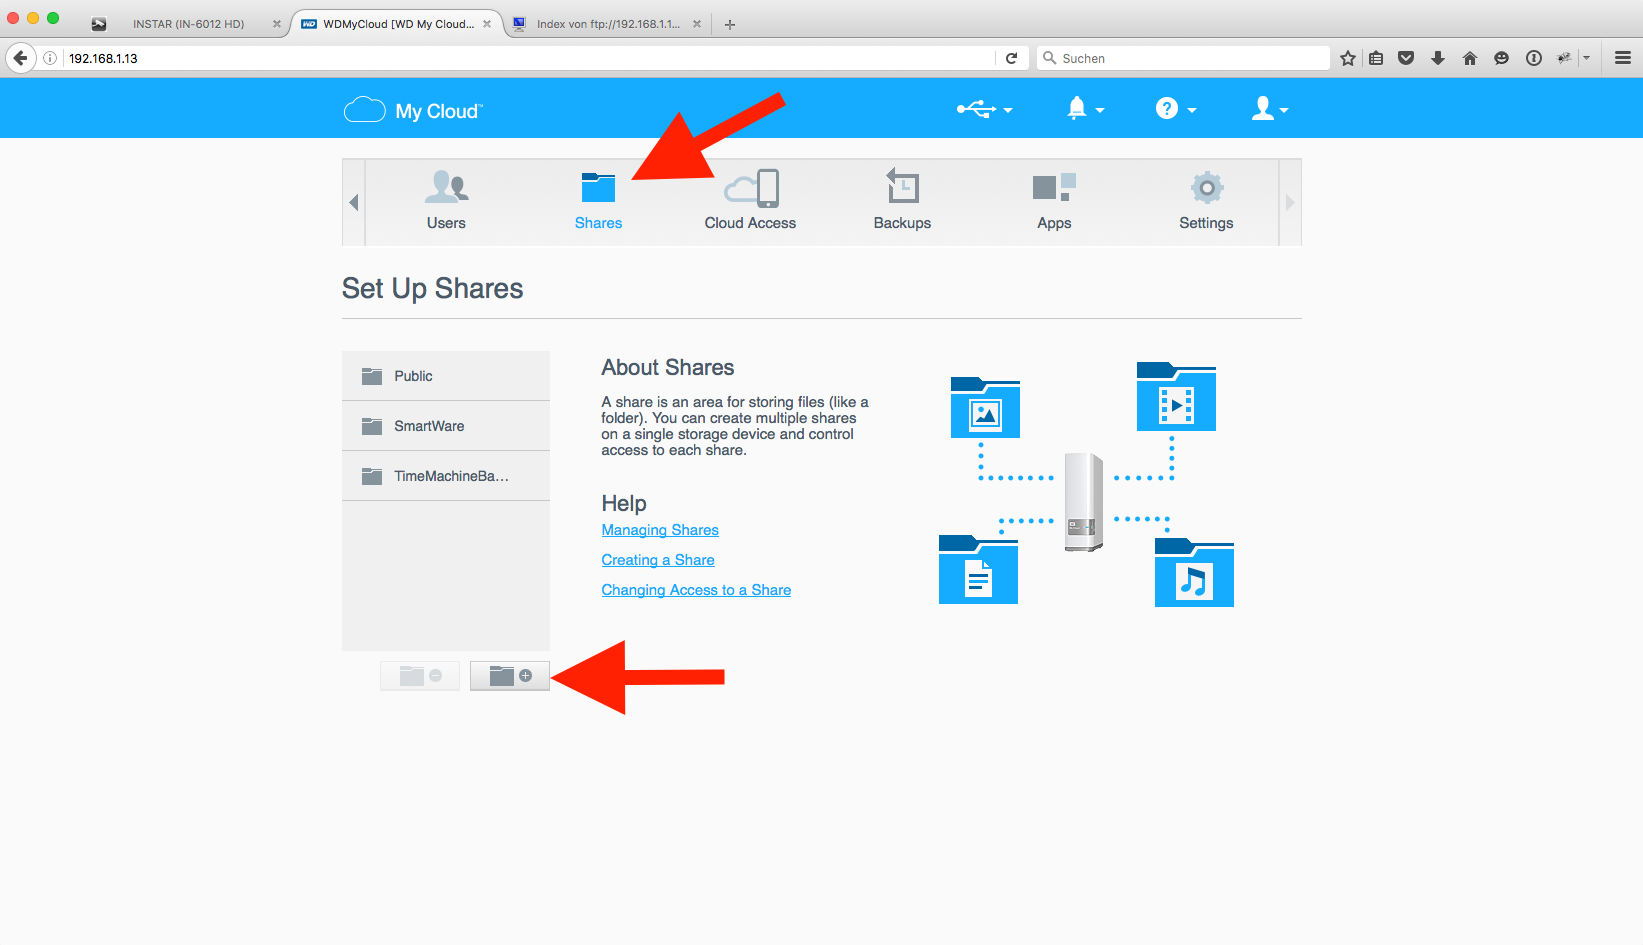 INSTAR (IN-6012 HD)
WDMyCloud [WD My Cloud...
Index von ftp://192.168.1.1...
192.168.1.13
Suchen
My Cloud™
Users
Shares
Cloud Access
Backups
Apps
Settings
Set Up Shares
Public
SmartWare
TimeMachineBa...
About Shares
A share is an area for storing files (like a
folder). You can create multiple shares
on a single storage device and control
access to each share.
Help
Managing Shares
Creating a Share
Changing Access to a Share